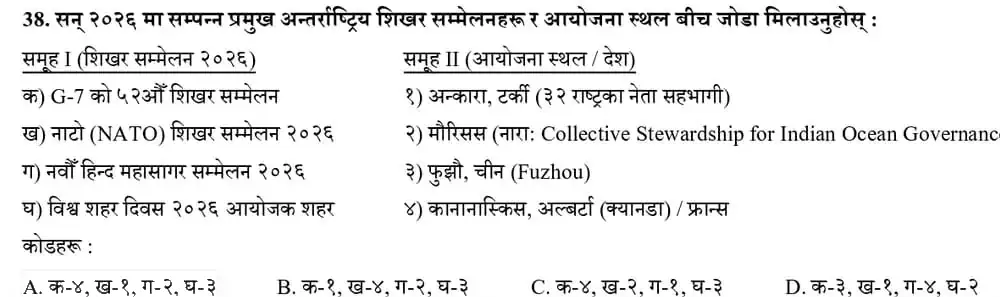 38. सन् २०२६ मा सम्पन्न प्रमुख अन्तर्राष्ट्रिय शिखर सम्मेलनहरू र आयोजना स्थल बीच जोडा मिलाउनुहोस् :
समूह I (शिखर सम्मेलन २०२६) समूह II (आयोजना स्थल / देश)
क) G-7 को ५२औँ शिखर सम्मेलन १) अन्कारा, टर्की (३२ राष्ट्रका नेता सहभागी)
ख) नाटो (NATO) शिखर सम्मेलन २०२६ २) मौरिसस (नारा: Collective Stewardship for Indian Ocean Governanc
ग) नवौँ हिन्द महासागर सम्मेलन २०२६ ३) फुझौ, चीन (Fuzhou)
घ) विश्व शहर दिवस २०२६ आयोजक शहर ४) कानानास्किस, अल्बर्टा (क्यानडा) / फ्रान्स
कोडहरू :
A. क-४, ख-१, ग-२, घ-३ B. क-१, ख-४, ग-२, घ-३ C. क-४, ख-२, ग-१, घ-३ D. क-३, ख-१, ग-४, घ-२